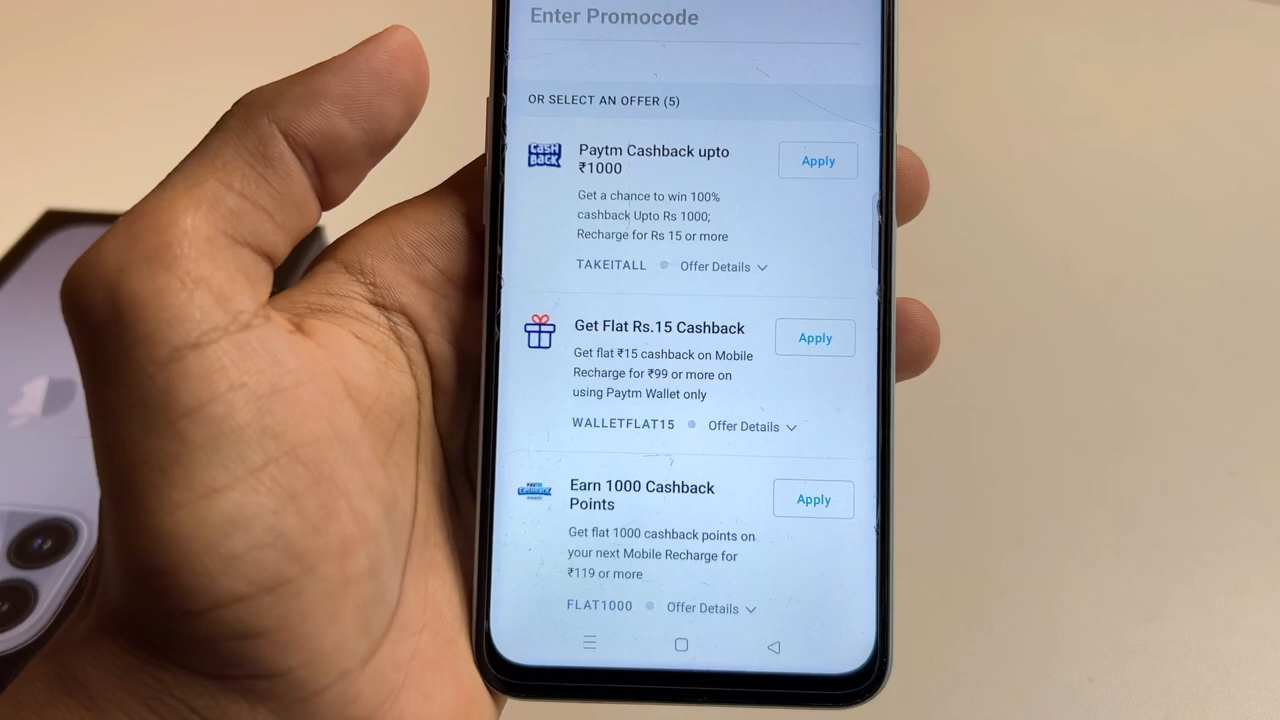 Enter Promocode
OR SELECT AN OFFER (5)
CASH
BACK
Paytm Cashback upto
₹1000
Apply
Get a chance to win 100%
cashback Upto Rs 1000;
Recharge for Rs 15 or more
TAKEITALL Offer Details
Get Flat Rs.15 Cashback
Apply
Get flat ₹15 cashback on Mobile
Recharge for ₹99 or more on
using Paytm Wallet only
WALLETFLAT15 Offer Details
Earn 1000 Cashback
Points
Apply
Get flat 1000 cashback points on
your next Mobile Recharge for
₹119 or more
FLAT1000 Offer Details